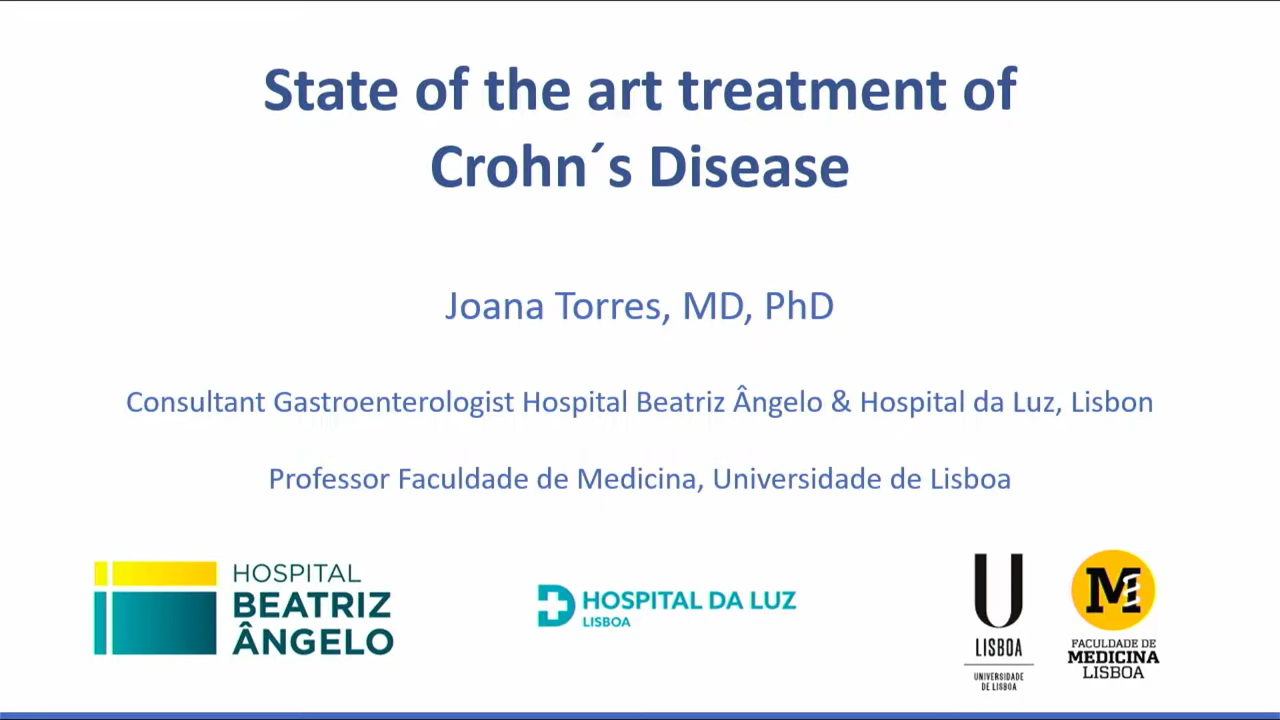 State of the art treatment of
Crohn´s Disease
Joana Torres, MD, PhD
Consultant Gastroenterologist Hospital Beatriz Ângelo & Hospital da Luz, Lisbon
Professor Faculdade de Medicina, Universidade de Lisboa
HOSPITAL
BEATRIZ
ÂNGELO
HOSPITAL DA LUZ
LISBOA
U
LISBOA
UNIVERSIDADE
DE LISBOA
M
FACULDADE DE
MEDICINA
LISBOA